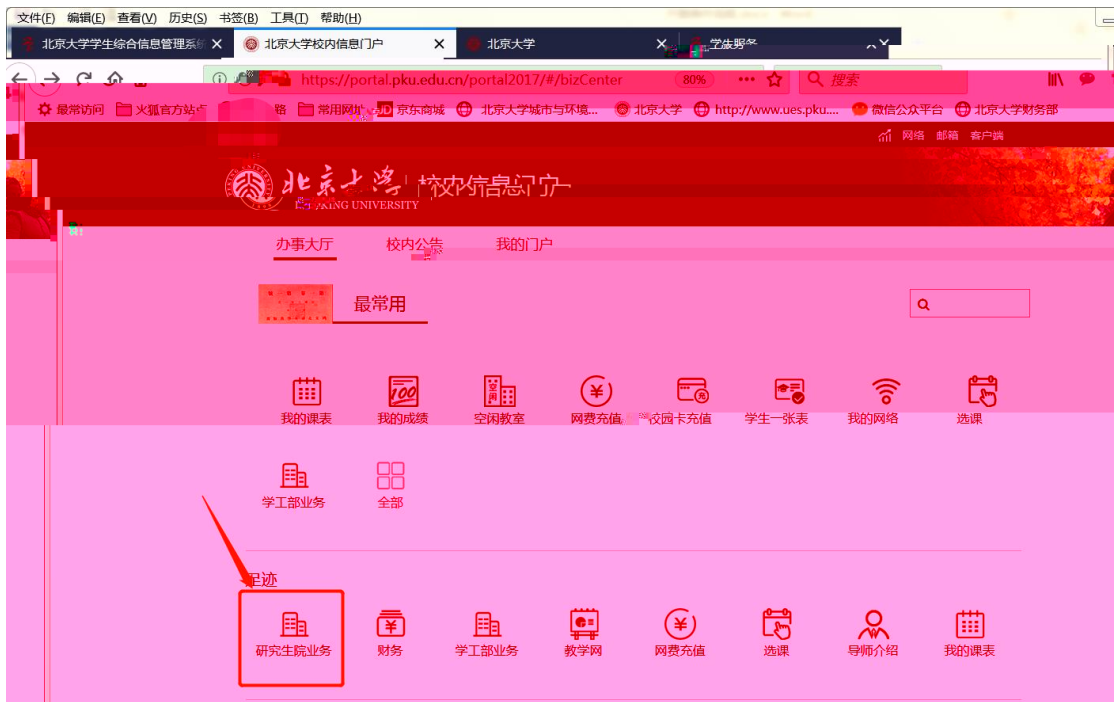 文件(F) 编辑(E) 查看(V) 历史(S) 书签(B) 工具(T) 帮助(H)
北京大学学生综合信息管理系统 北京大学校内信息门户 北京大学
https://portal.pku.edu.cn/portal2017/#/bizCenter 80% 搜索
最常访问 火狐官方站点 常用网址 京东商城 北京大学城市与环境... 北京大学 http://www.ues.pku.... 微信公众平台 北京大学财务部
网络 邮箱 客户端
北京大学 校内信息门户
PEKING UNIVERSITY
办事大厅 校内公告 我的门户
最常用
我的课表 我的成绩 空闲教室 网费充值 校园卡充值 学生一张表 我的网络 选课
学工部业务 全部
足迹
研究生院业务 财务 学工部业务 教学网 网费充值 选课 导师介绍 我的课表